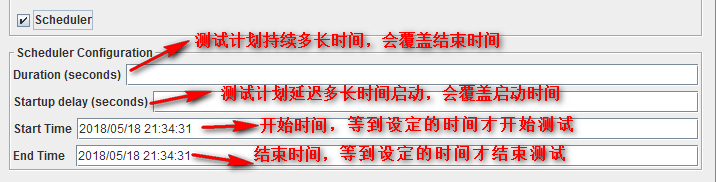 Scheduler
Scheduler Configuration
测试计划持续多长时间，会覆盖结束时间
Duration (seconds)
Startup delay (seconds)
测试计划延迟多长时间启动，会覆盖启动时间
Start Time 2018/05/18 21:34:31 开始时间，等到设定的时间才开始测试
End Time 2018/05/18 21:34:31 结束时间，等到设定的时间才结束测试